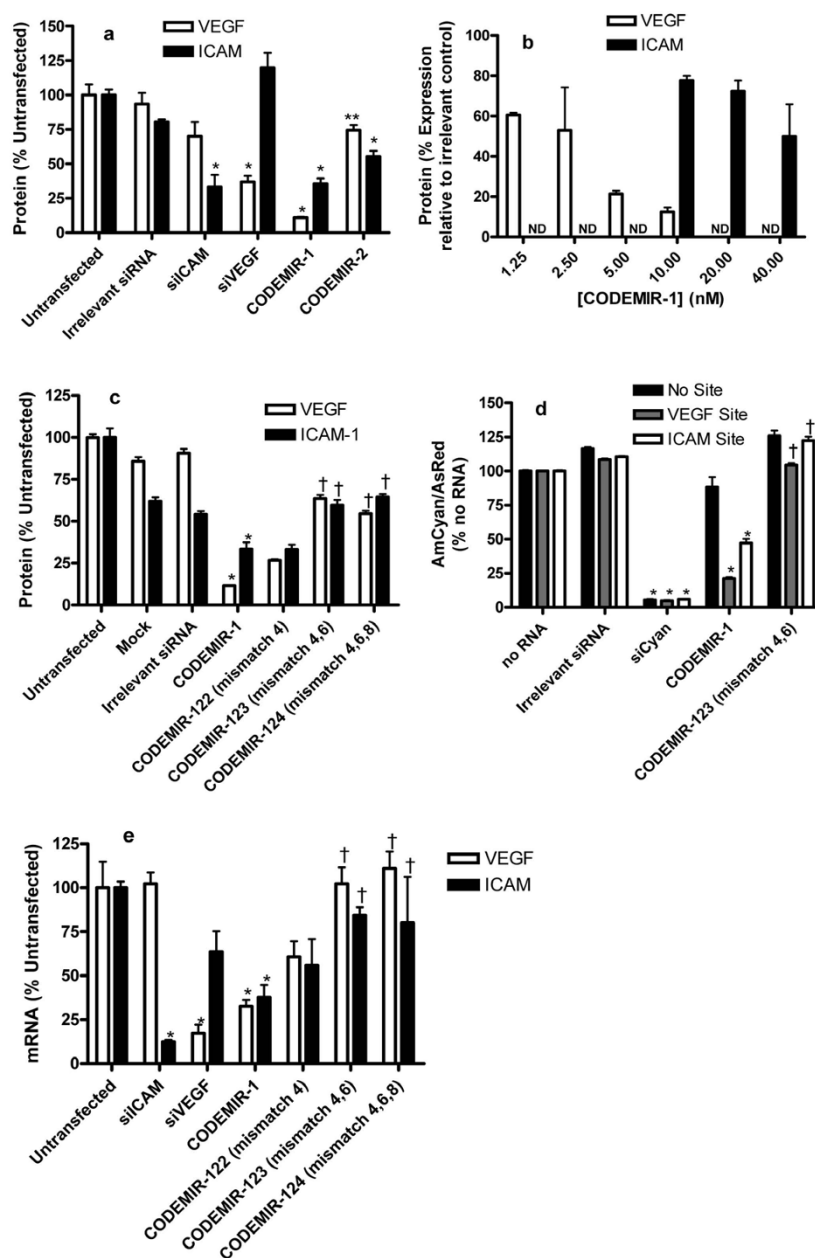 a
VEGF
ICAM
Protein (% Untransfected)
125
100
75
50
25
0
**
* * * * *
Untransfected
Irrelevant siRNA
siICAM
siVEGF
CODEMIR-1
CODEMIR-2
b
VEGF
ICAM
Protein (% Expression
relative to irrelevant control)
100
80
60
40
20
0
ND ND ND ND ND
1.25 2.50 5.00 10.00 20.00 40.00
[CODEMIR-1] (nM)
c
VEGF
ICAM-1
Protein (% Untransfected)
125
100
75
50
25
0
* * † † † †
Untransfected
Mock
Irrelevant siRNA
CODEMIR-1
CODEMIR-122 (mismatch 4)
CODEMIR-123 (mismatch 4,6)
CODEMIR-124 (mismatch 4,6,8)
d
No Site
VEGF Site
ICAM Site
AmCyan/AsRed
(% no RNA)
150
125
100
75
50
25
0
* * * * * † †
no RNA
Irrelevant siRNA
siCyan
CODEMIR-1
CODEMIR-123 (mismatch 4,6)
e
VEGF
ICAM
mRNA (% Untransfected)
125
100
75
50
25
0
* * * * † † † †
Untransfected
siICAM
siVEGF
CODEMIR-1
CODEMIR-122 (mismatch 4)
CODEMIR-123 (mismatch 4,6)
CODEMIR-124 (mismatch 4,6,8)